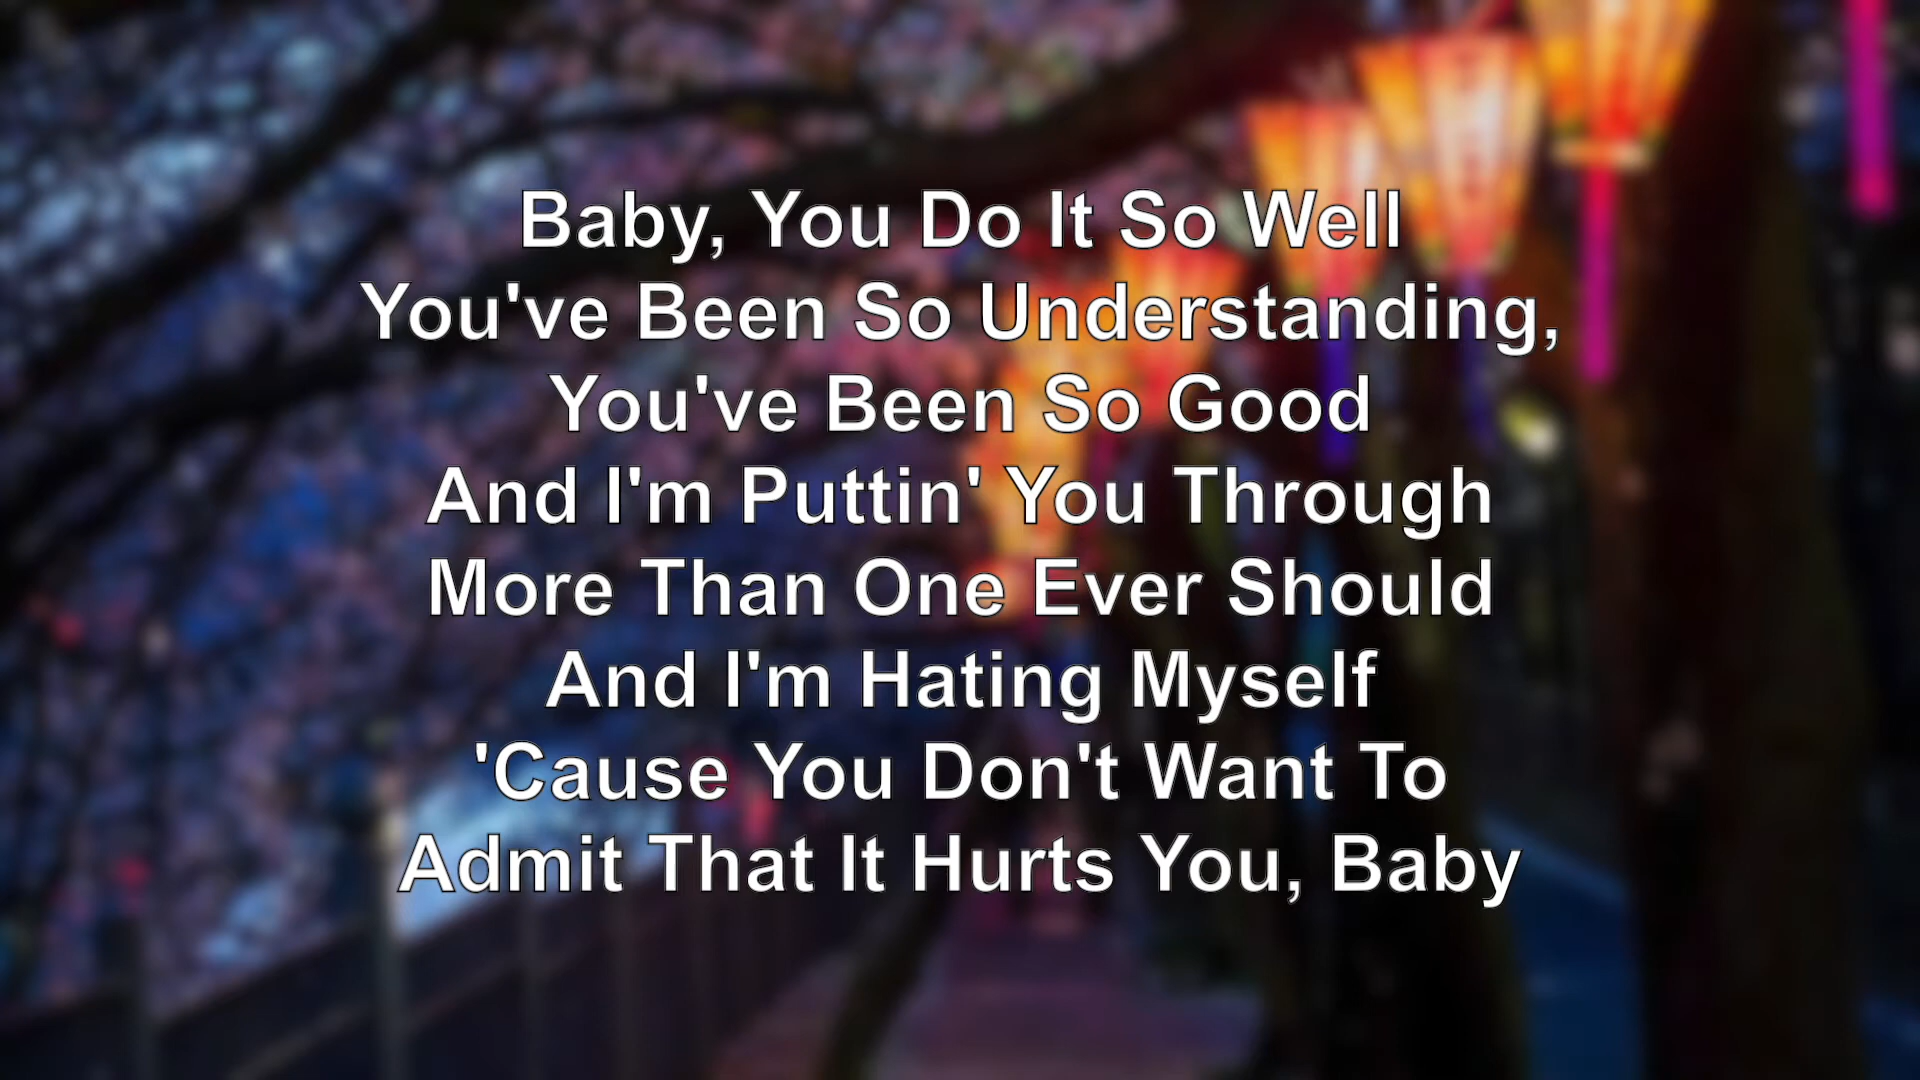 Baby, You Do It So Well
You've Been So Understanding,
You've Been So Good
And I'm Puttin' You Through
More Than One Ever Should
And I'm Hating Myself
'Cause You Don't Want To
Admit That It Hurts You, Baby